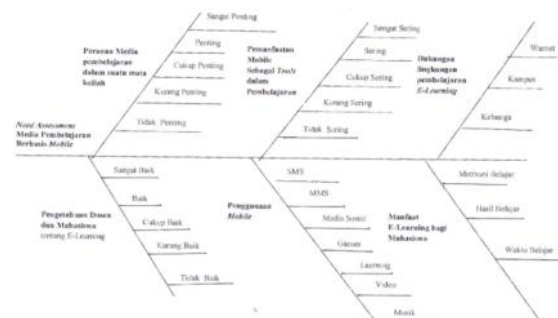 Sangat Penting
Penting
Cukup Penting
Kurang Penting
Tidak Penting
Peranan Media
pembelajaran
dalam suatu mata
kuliah
Sangat Sering
Sering
Cukup Sering
Kurang Sering
Tidak Sering
Pemanfaatan
Mobile
Sebagai Tools
dalam
Pembelajaran
Warnet
Kampus
Keluarga
Dukungan
lingkungan
pembelajaran
E-Learning
Need Assessment
Media Pembelajaran
Berbasis Mobile
Sangat Baik
Baik
Cukup Baik
Kurang Baik
Tidak Baik
Pengetahuan Dosen
dan Mahasiswa
tentang E-Learning
SMS
MMS
Media Sosial
Games
Learning
Video
Musik
Penggunaan
Mobile
Motivasi Belajar
Hasil Belajar
Waktu Belajar
Manfaat
E-Learning bagi
Mahasiswa